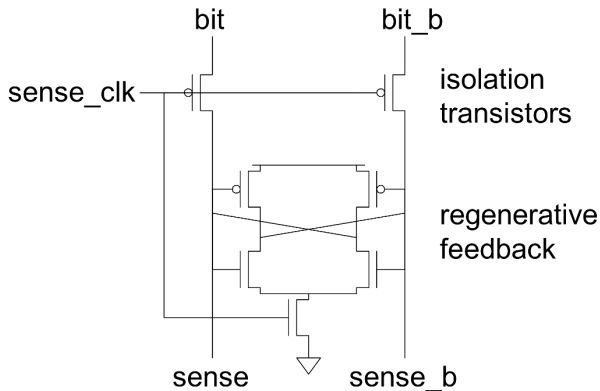 bit
bit_b
sense_clk
isolation
transistors
regenerative
feedback
sense
sense_b